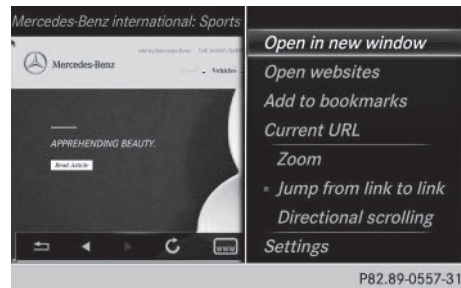 Mercedes-Benz international: Sports
Mercedes-Benz
Vehicles
APPREHENDING BEAUTY.
Read Article
www
Open in new window
Open websites
Add to bookmarks
Current URL
Zoom
Jump from link to link
Directional scrolling
Settings
P82.89-0557-31